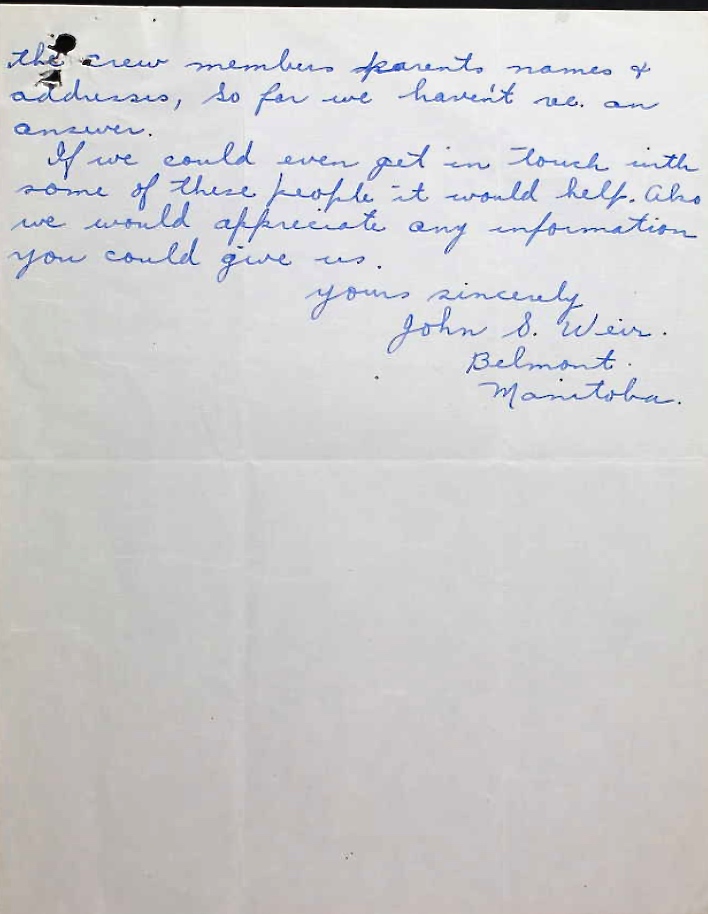 the crew members parents names &
addresses, so far we haven't re. an
answer.
If we could even get in touch with
some of these people it would help. Also
we would appreciate any information
you could give us.
yours sincerely
John S. Weir.
Belmont.
Manitoba.